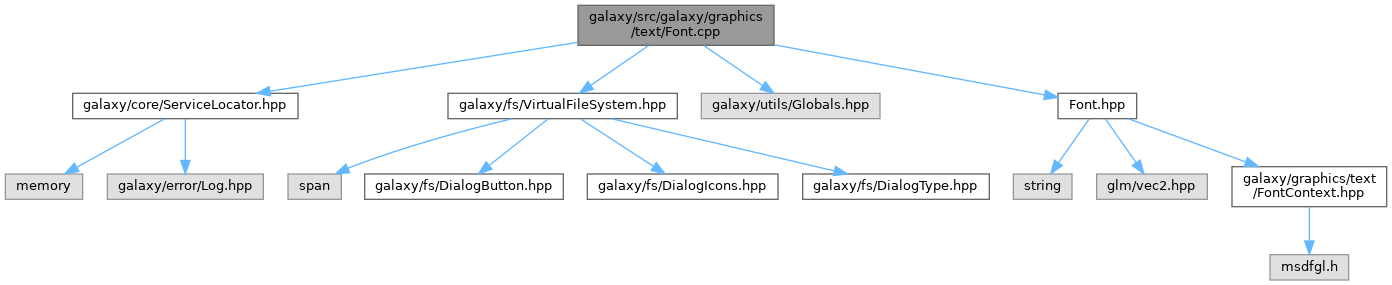 galaxy/src/galaxy/graphics
/text/Font.cpp
galaxy/core/ServiceLocator.hpp
galaxy/fs/VirtualFileSystem.hpp
galaxy/utils/Globals.hpp
Font.hpp
memory
galaxy/error/Log.hpp
span
galaxy/fs/DialogButton.hpp
galaxy/fs/DialogIcons.hpp
galaxy/fs/DialogType.hpp
string
glm/vec2.hpp
galaxy/graphics/text
/FontContext.hpp
msdfgl.h